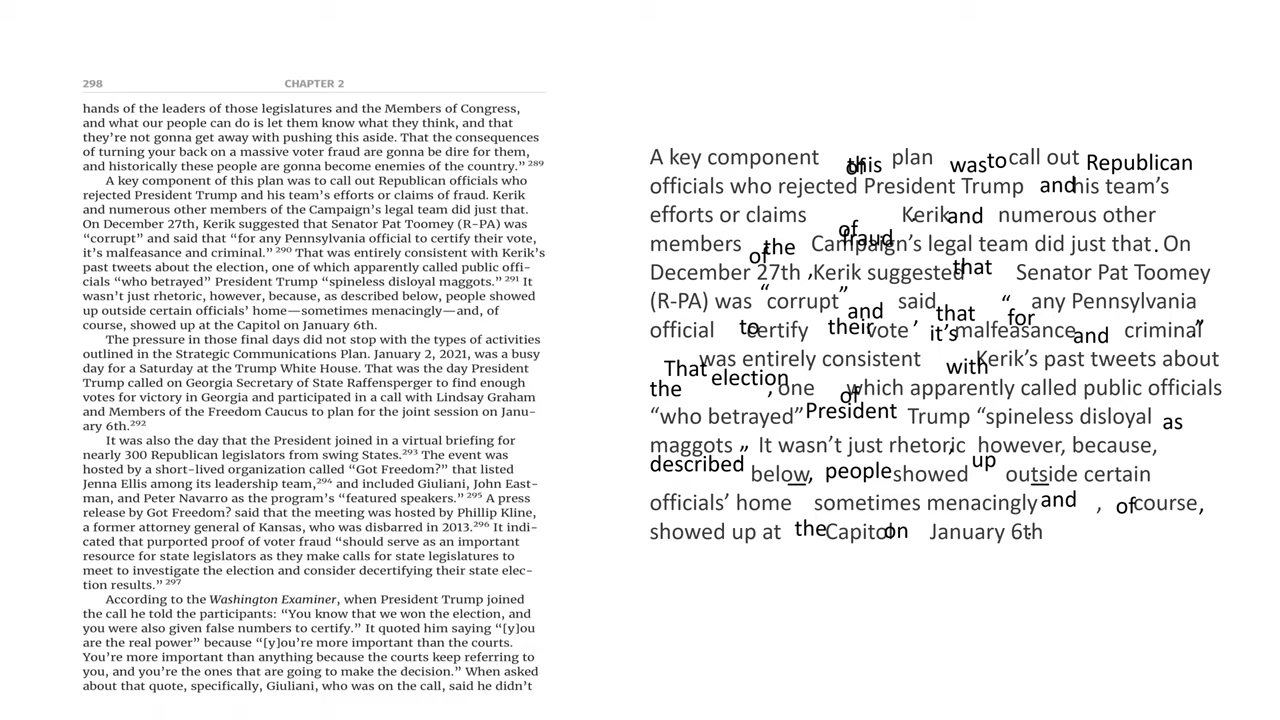 298 CHAPTER 2
hands of the leaders of those legislatures and the Members of Congress,
and what our people can do is let them know what they think, and that
they’re not gonna get away with pushing this aside. That the consequences
of turning your back on a massive voter fraud are gonna be dire for them,
and historically these people are gonna become enemies of the country.” 289
A key component of this plan was to call out Republican officials who
rejected President Trump and his team’s efforts or claims of fraud. Kerik
and numerous other members of the Campaign’s legal team did just that.
On December 27th, Kerik suggested that Senator Pat Toomey (R-PA) was
“corrupt” and said that “for any Pennsylvania official to certify their vote,
it’s malfeasance and criminal.” 290 That was entirely consistent with Kerik’s
past tweets about the election, one of which apparently called public offi-
cials “who betrayed” President Trump “spineless disloyal maggots.” 291 It
wasn’t just rhetoric, however, because, as described below, people showed
up outside certain officials’ home—sometimes menacingly—and, of
course, showed up at the Capitol on January 6th.
The pressure in those final days did not stop with the types of activities
outlined in the Strategic Communications Plan. January 2, 2021, was a busy
day for a Saturday at the Trump White House. That was the day President
Trump called on Georgia Secretary of State Raffensperger to find enough
votes for victory in Georgia and participated in a call with Lindsay Graham
and Members of the Freedom Caucus to plan for the joint session on Janu-
ary 6th.292
It was also the day that the President joined in a virtual briefing for
nearly 300 Republican legislators from swing States.293 The event was
hosted by a short-lived organization called “Got Freedom?” that listed
Jenna Ellis among its leadership team,294 and included Giuliani, John East-
man, and Peter Navarro as the program’s “featured speakers.” 295 A press
release by Got Freedom? said that the meeting was hosted by Phillip Kline,
a former attorney general of Kansas, who was disbarred in 2013.296 It indi-
cated that purported proof of voter fraud “should serve as an important
resource for state legislators as they make calls for state legislatures to
meet to investigate the election and consider decertifying their state elec-
tion results.” 297
According to the Washington Examiner, when President Trump joined
the call he told the participants: “You know that we won the election, and
you were also given false numbers to certify.” It quoted him saying “[y]ou
are the real power” because “[y]ou’re more important than the courts.
You’re more important than anything because the courts keep referring to
you, and you’re the ones that are going to make the decision.” When asked
about that quote, specifically, Giuliani, who was on the call, said he didn’t
A key component of this plan was to call out Republican
officials who rejected President Trump and his team’s
efforts or claims of fraud. Kerik and numerous other
members of the Campaign’s legal team did just that. On
December 27th, Kerik suggested that Senator Pat Toomey
(R-PA) was “corrupt” and said that “for any Pennsylvania
official to certify their vote, it’s malfeasance and criminal”
That was entirely consistent with Kerik’s past tweets about
the election, one of which apparently called public officials
“who betrayed” President Trump “spineless disloyal
maggots” It wasn’t just rhetoric, however, because, as
described below, people showed up outside certain
officials’ home sometimes menacingly and, of course,
showed up at the Capitol on January 6th.